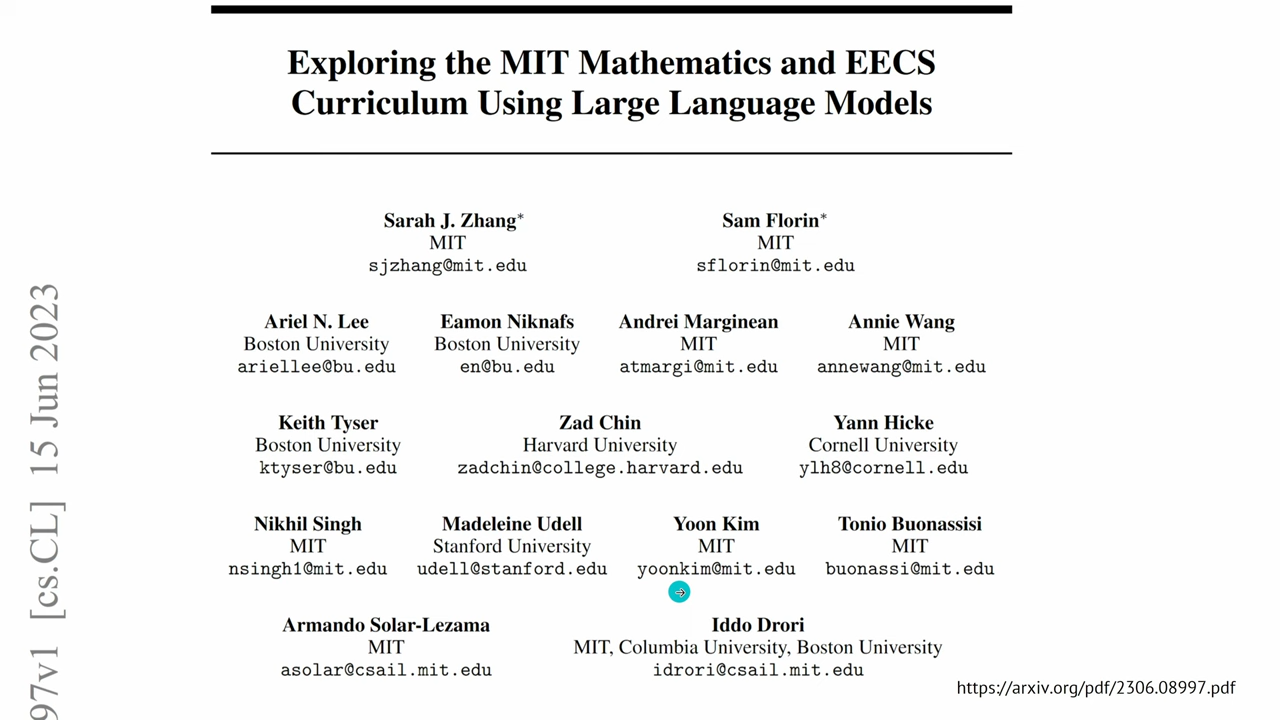 Exploring the MIT Mathematics and EECS
Curriculum Using Large Language Models
Sarah J. Zhang*
MIT
sjzhang@mit.edu
Sam Florin*
MIT
sflorin@mit.edu
Ariel N. Lee
Boston University
ariellee@bu.edu
Eamon Niknafs
Boston University
en@bu.edu
Andrei Marginean
MIT
atmargi@mit.edu
Annie Wang
MIT
annewang@mit.edu
Keith Tyser
Boston University
ktyser@bu.edu
Zad Chin
Harvard University
zadchin@college.harvard.edu
Yann Hicke
Cornell University
ylh8@cornell.edu
Nikhil Singh
MIT
nsingh1@mit.edu
Madeleine Udell
Stanford University
udell@stanford.edu
Yoon Kim
MIT
yoonkim@mit.edu
Tonio Buonassisi
MIT
buonassi@mit.edu
Armando Solar-Lezama
MIT
asolar@csail.mit.edu
Iddo Drori
MIT, Columbia University, Boston University
idrori@csail.mit.edu
97v1 [cs.CL] 15 Jun 2023
https://arxiv.org/pdf/2306.08997.pdf